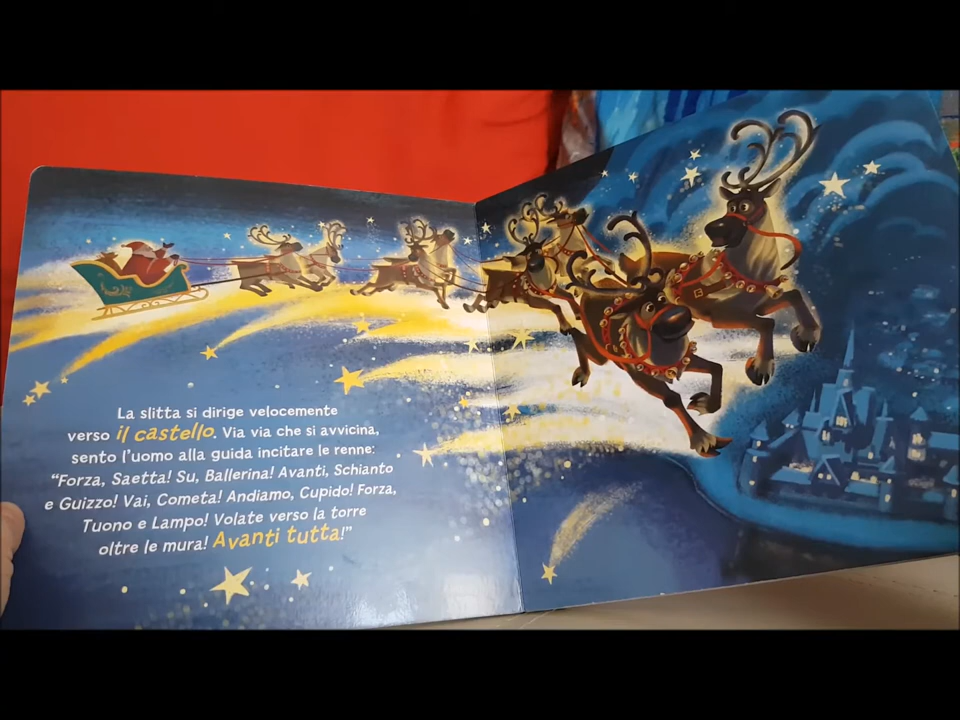 La slitta si dirige velocemente
verso il castello. Via via che si avvicina,
sento l'uomo alla guida incitare le renne:
"Forza, Saetta! Su, Ballerina! Avanti, Schianto
e Guizzo! Vai, Cometa! Andiamo, Cupido! Forza,
Tuono e Lampo! Volate verso la torre
oltre le mura! Avanti tutta!"